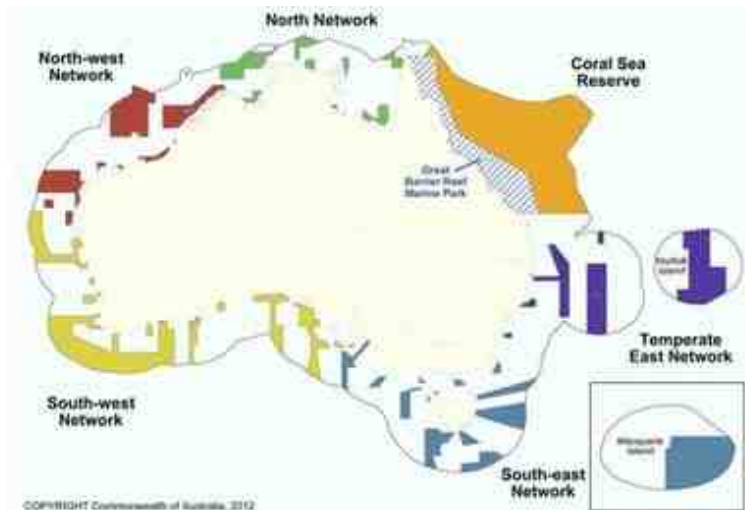 North Network
North-west
Network
Coral Sea
Reserve
Great
Barrier Reef
Marine Park
Norfolk
Island
Temperate
East Network
South-west
Network
Macquarie
Island
South-east
Network
COPYRIGHT Commonwealth of Australia, 2012